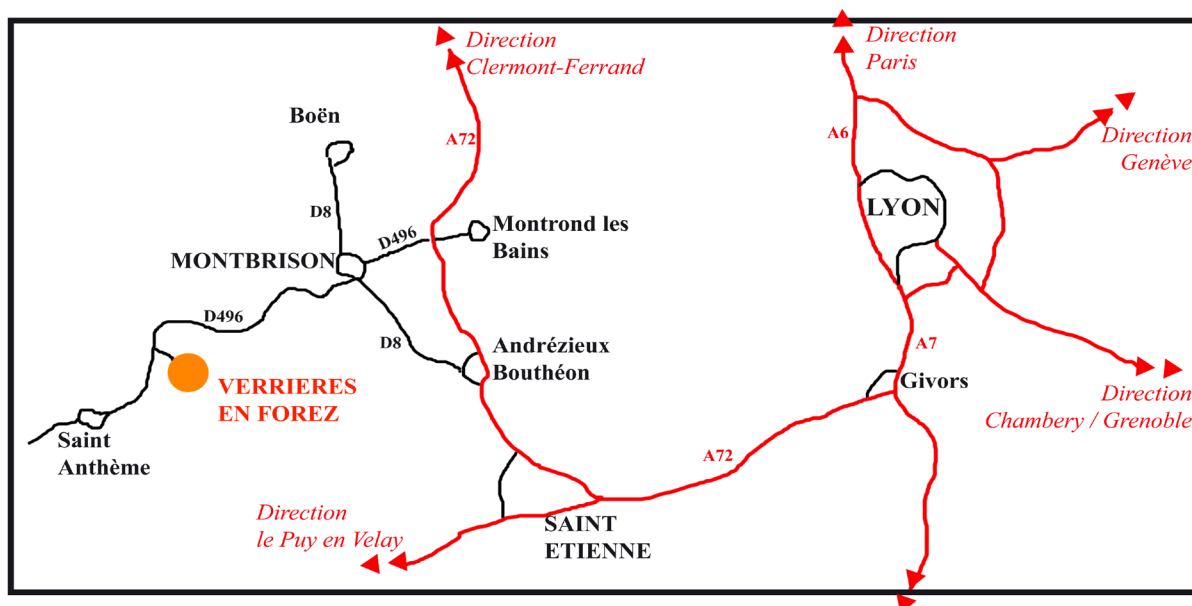 Direction
Clermont-Ferrand
Direction
Paris
Boën
A72
A6
Direction
Genève
D8
D496
Montrond les
Bains
LYON
MONTBRISON
D496
D8
Andrézieux
Bouthéon
A7
Givors
VERRIERES
EN FOREZ
Direction
Chambery / Grenoble
Saint
Anthème
A72
Direction
le Puy en Velay
SAINT
ETIENNE